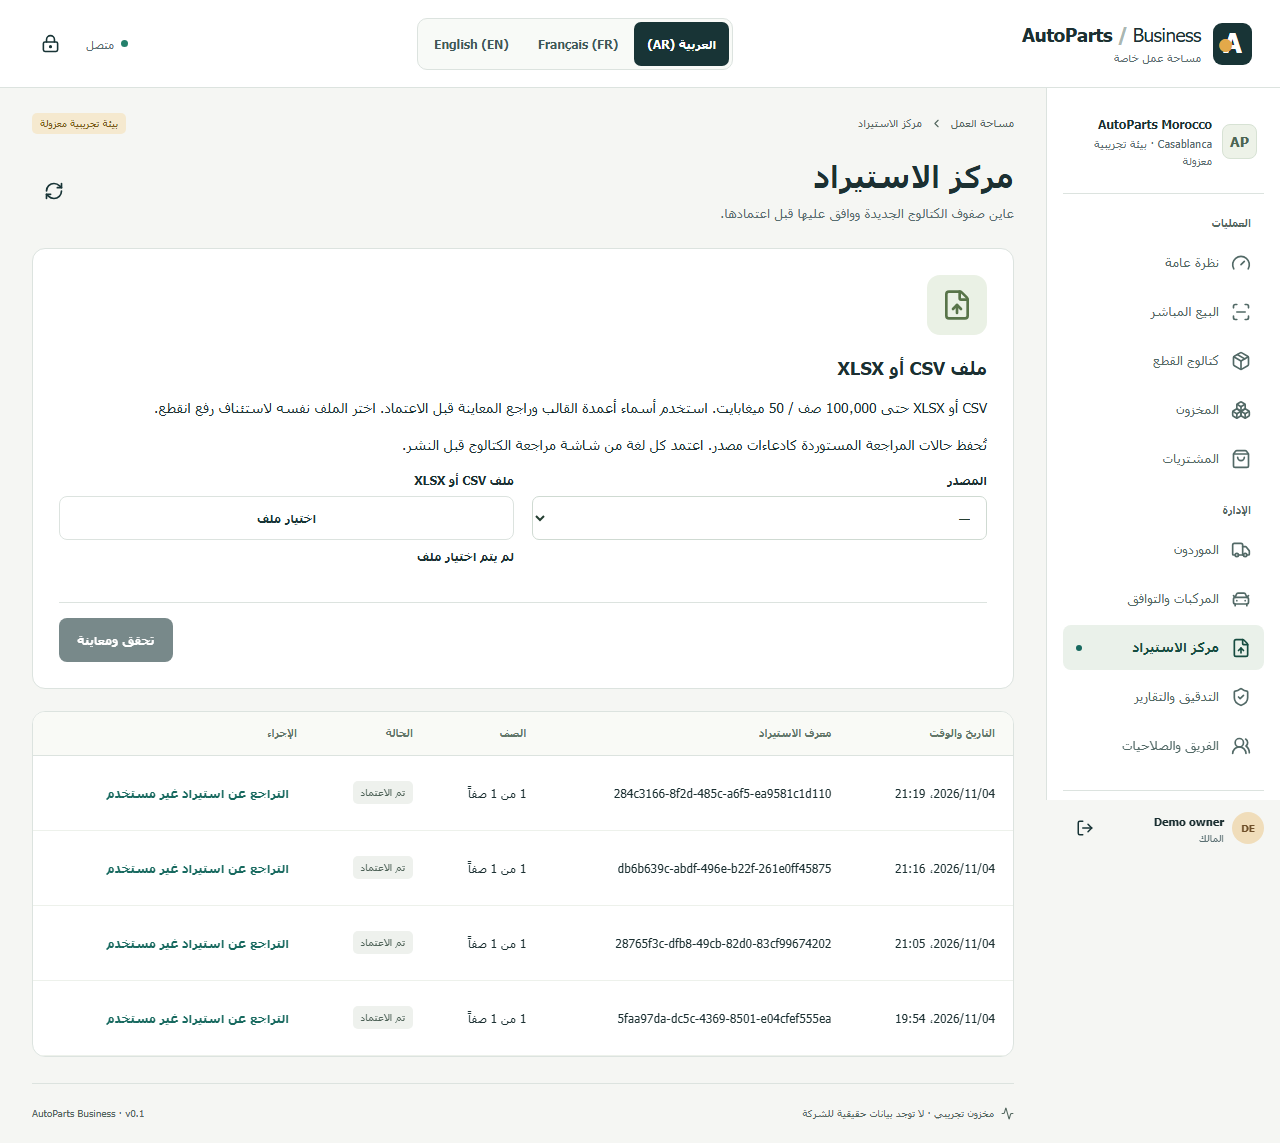 A
AutoParts / Business
مساحة عمل خاصة
العربية (AR)
Français (FR)
English (EN)
متصل
AP
AutoParts Morocco
Casablanca · بيئة تجريبية معزولة
العمليات
نظرة عامة
البيع المباشر
كتالوج القطع
المخزون
المشتريات
الإدارة
الموردون
المركبات والتوافق
مركز الاستيراد
التدقيق والتقارير
الفريق والصلاحيات
DE
Demo owner
المالك
مساحة العمل
مركز الاستيراد
بيئة تجريبية معزولة
مركز الاستيراد
عاين صفوف الكتالوج الجديدة ووافق عليها قبل اعتمادها.
ملف CSV أو XLSX
CSV أو XLSX حتى 100,000 صف / 50 ميغابايت. استخدم أسماء أعمدة القالب وراجع المعاينة قبل الاعتماد. اختر الملف نفسه لاستئناف رفع انقطع.
تُحفظ حالات المراجعة المستوردة كادعاءات مصدر. اعتمد كل لغة من شاشة مراجعة الكتالوج قبل النشر.
المصدر
—
ملف CSV أو XLSX
اختيار ملف
لم يتم اختيار ملف
تحقق ومعاينة
التاريخ والوقت معرف الاستيراد الصف الحالة الإجراء
2026/11/04، 21:19 284c3166-8f2d-485c-a6f5-ea9581c1d110 1 من 1 صفاً تم الاعتماد التراجع عن استيراد غير مستخدم
2026/11/04، 21:16 db6b639c-abdf-496e-b22f-261e0ff45875 1 من 1 صفاً تم الاعتماد التراجع عن استيراد غير مستخدم
2026/11/04، 21:05 28765f3c-dfb8-49cb-82d0-83cf99674202 1 من 1 صفاً تم الاعتماد التراجع عن استيراد غير مستخدم
2026/11/04، 19:54 5faa97da-dc5c-4369-8501-e04cfef555ea 1 من 1 صفاً تم الاعتماد التراجع عن استيراد غير مستخدم
مخزون تجريبي · لا توجد بيانات حقيقية للشركة
AutoParts Business · v0.1